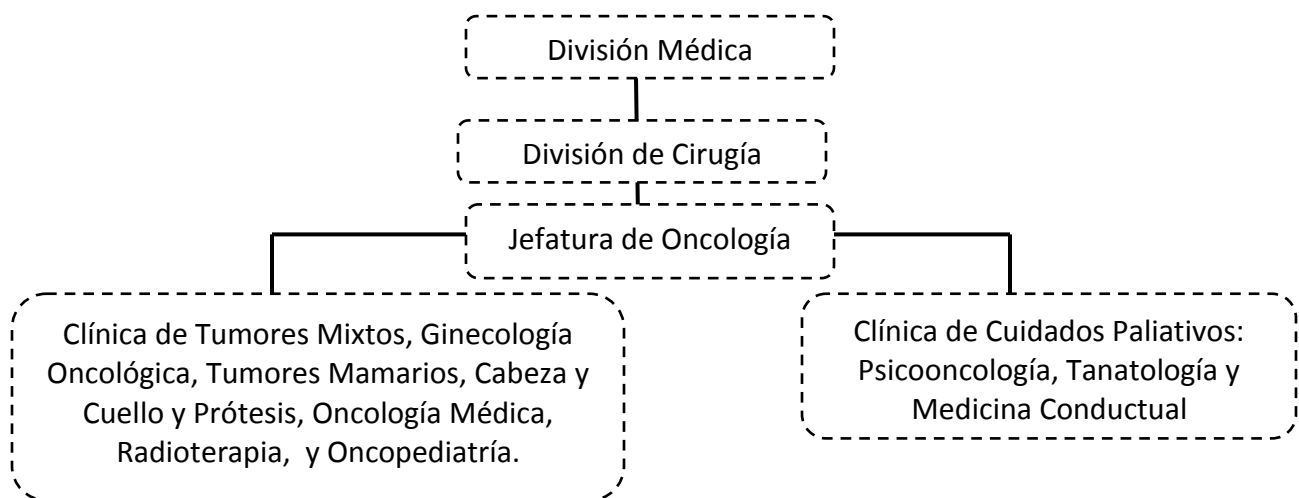 División Médica
División de Cirugía
Jefatura de Oncología
Clínica de Tumores Mixtos, Ginecología
Oncológica, Tumores Mamarios, Cabeza y
Cuello y Prótesis, Oncología Médica,
Radioterapia,  y Oncopediatría.
Clínica de Cuidados Paliativos:
Psicooncología, Tanatología y
Medicina Conductual